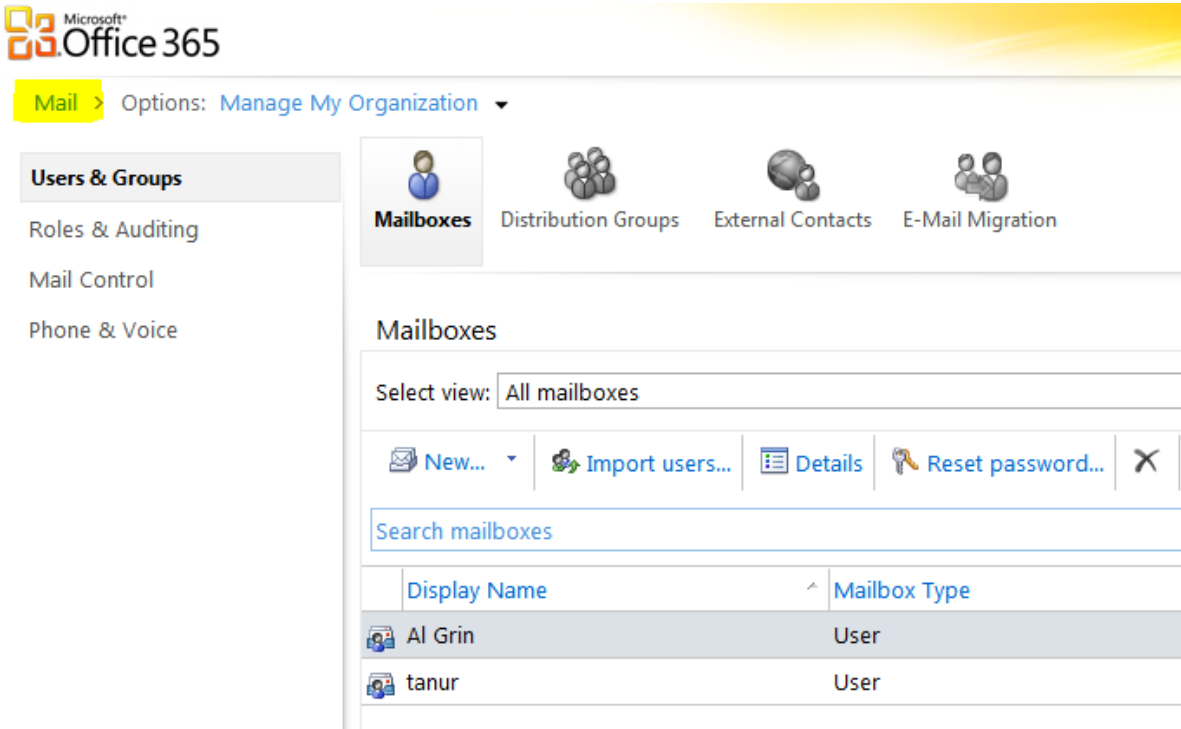 Microsoft®
Office 365
Mail > Options: Manage My Organization
Users & Groups
Roles & Auditing
Mail Control
Phone & Voice
Mailboxes
Distribution Groups
External Contacts
E-Mail Migration
Mailboxes
Select view: All mailboxes
New... Import users... Details Reset password...
Search mailboxes
Display Name Mailbox Type
Al Grin User
tanur User